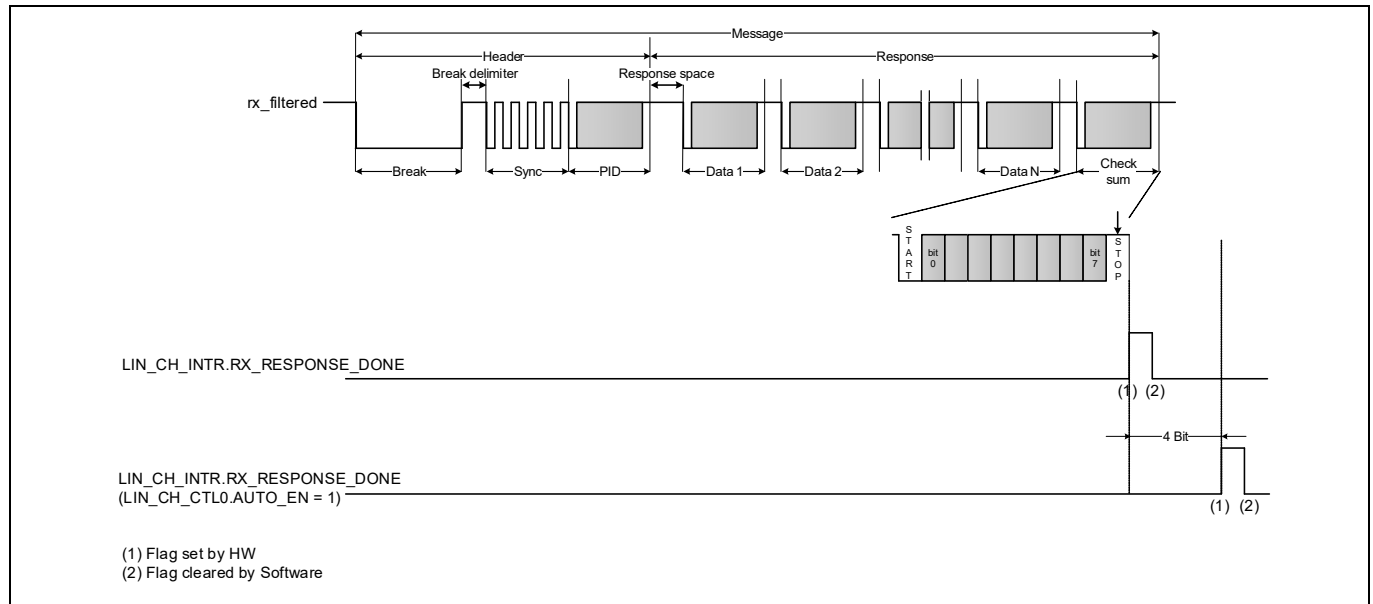 Message
Header
Response
Break delimiter
Response space
rx_filtered
Break
Sync
PID
Data 1
Data 2
Data N
Check
sum
START
bit
0
bit
7
STOP
LIN_CH_INTR.RX_RESPONSE_DONE
(1) (2)
4 Bit
LIN_CH_INTR.RX_RESPONSE_DONE
(LIN_CH_CTL0.AUTO_EN = 1)
(1) (2)
(1) Flag set by HW
(2) Flag cleared by Software